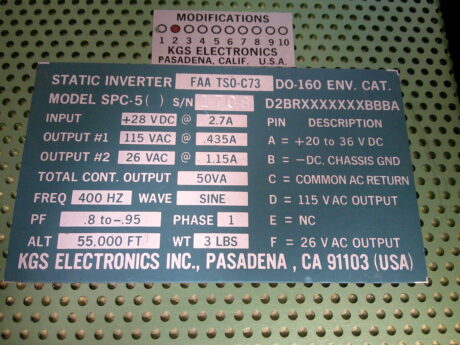 MODIFICATIONS
1 2 3 4 5 6 7 8 9 10
KGS ELECTRONICS
PASADENA, CALIF. U.S.A.
STATIC INVERTER FAA TSO-C73 DO-160 ENV. CAT.
MODEL SPC-5( ) S/N 1706 D2BRXXXXXXXBBBA
INPUT +28 VDC @ 2.7A PIN DESCRIPTION
OUTPUT #1 115 VAC @ .435A A = +20 to 36 V DC
OUTPUT #2 26 VAC @ 1.15A B = -DC. CHASSIS GND
TOTAL CONT. OUTPUT 50VA C = COMMON AC RETURN
FREQ 400 HZ WAVE SINE D = 115 V AC OUTPUT
PF .8 to -.95 PHASE 1 E = NC
ALT 55,000 FT WT 3 LBS F = 26 V AC OUTPUT
KGS ELECTRONICS INC., PASADENA, CA 91103 (USA)